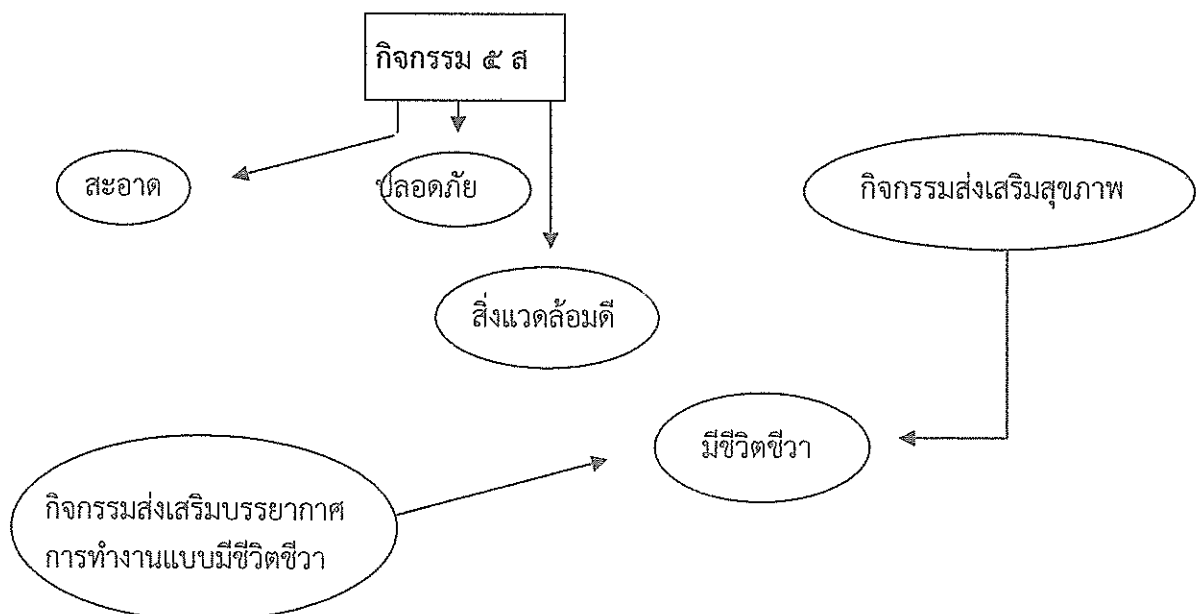 กิจกรรม ๕ ส
สะอาด
ปลอดภัย
กิจกรรมส่งเสริมสุขภาพ
สิ่งแวดล้อมดี
มีชีวิตชีวา
กิจกรรมส่งเสริมบรรยากาศ
การทำงานแบบมีชีวิตชีวา